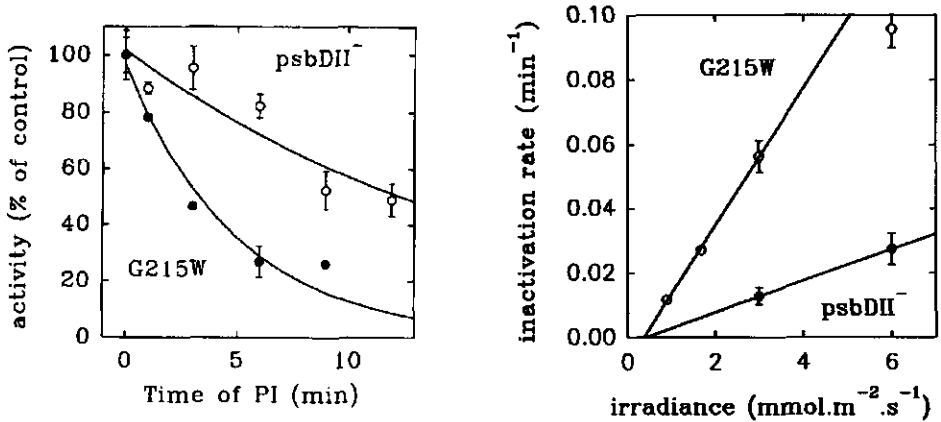 activity (% of control)
100
80
60
40
20
0
psbDII⁻
G215W
0
5
10
Time of PI (min)
inactivation rate (min⁻¹)
0.10
0.08
0.06
0.04
0.02
0.00
G215W
psbDII⁻
0
2
4
6
irradiance (mmol.m⁻².s⁻¹)